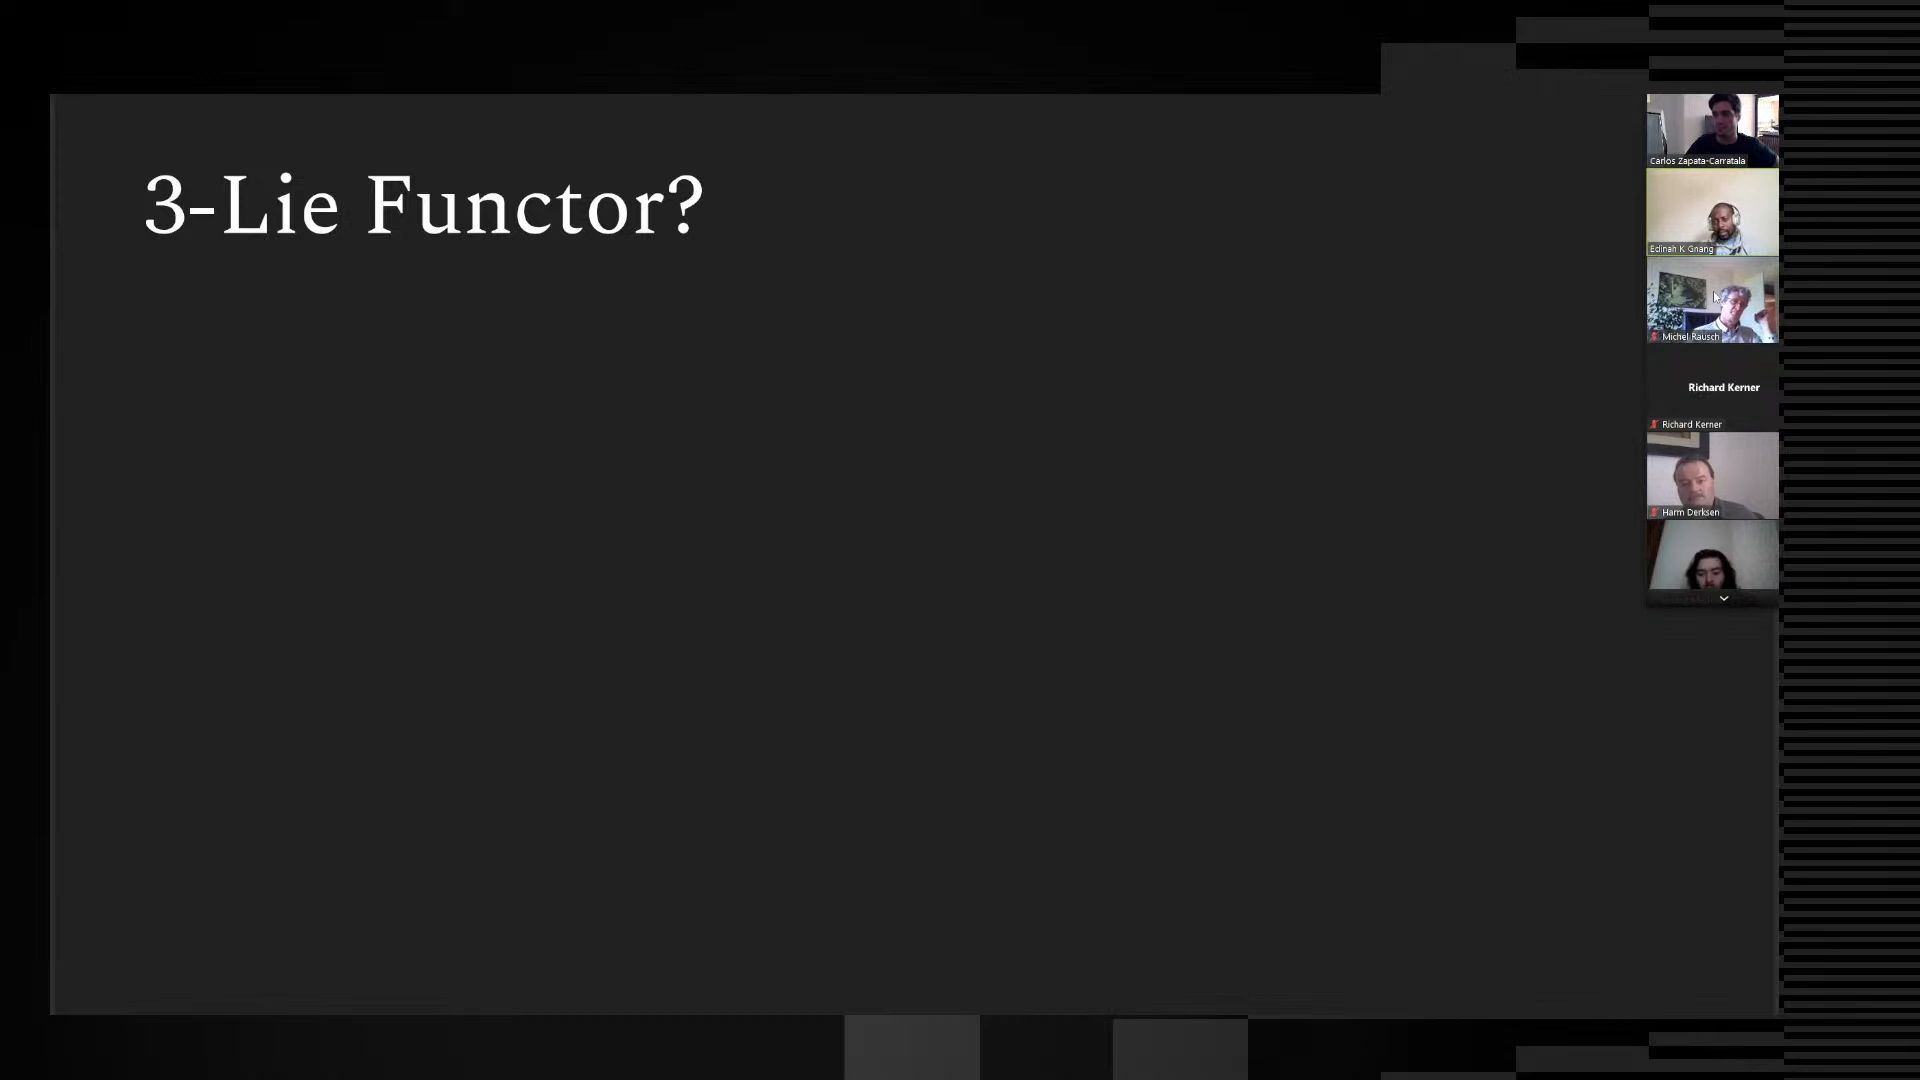 3-Lie Functor?
Carlos Zapata-Carratala
Edinah K Gnang
Michel Rausch
Richard Kerner
Richard Kerner
Harm Derksen